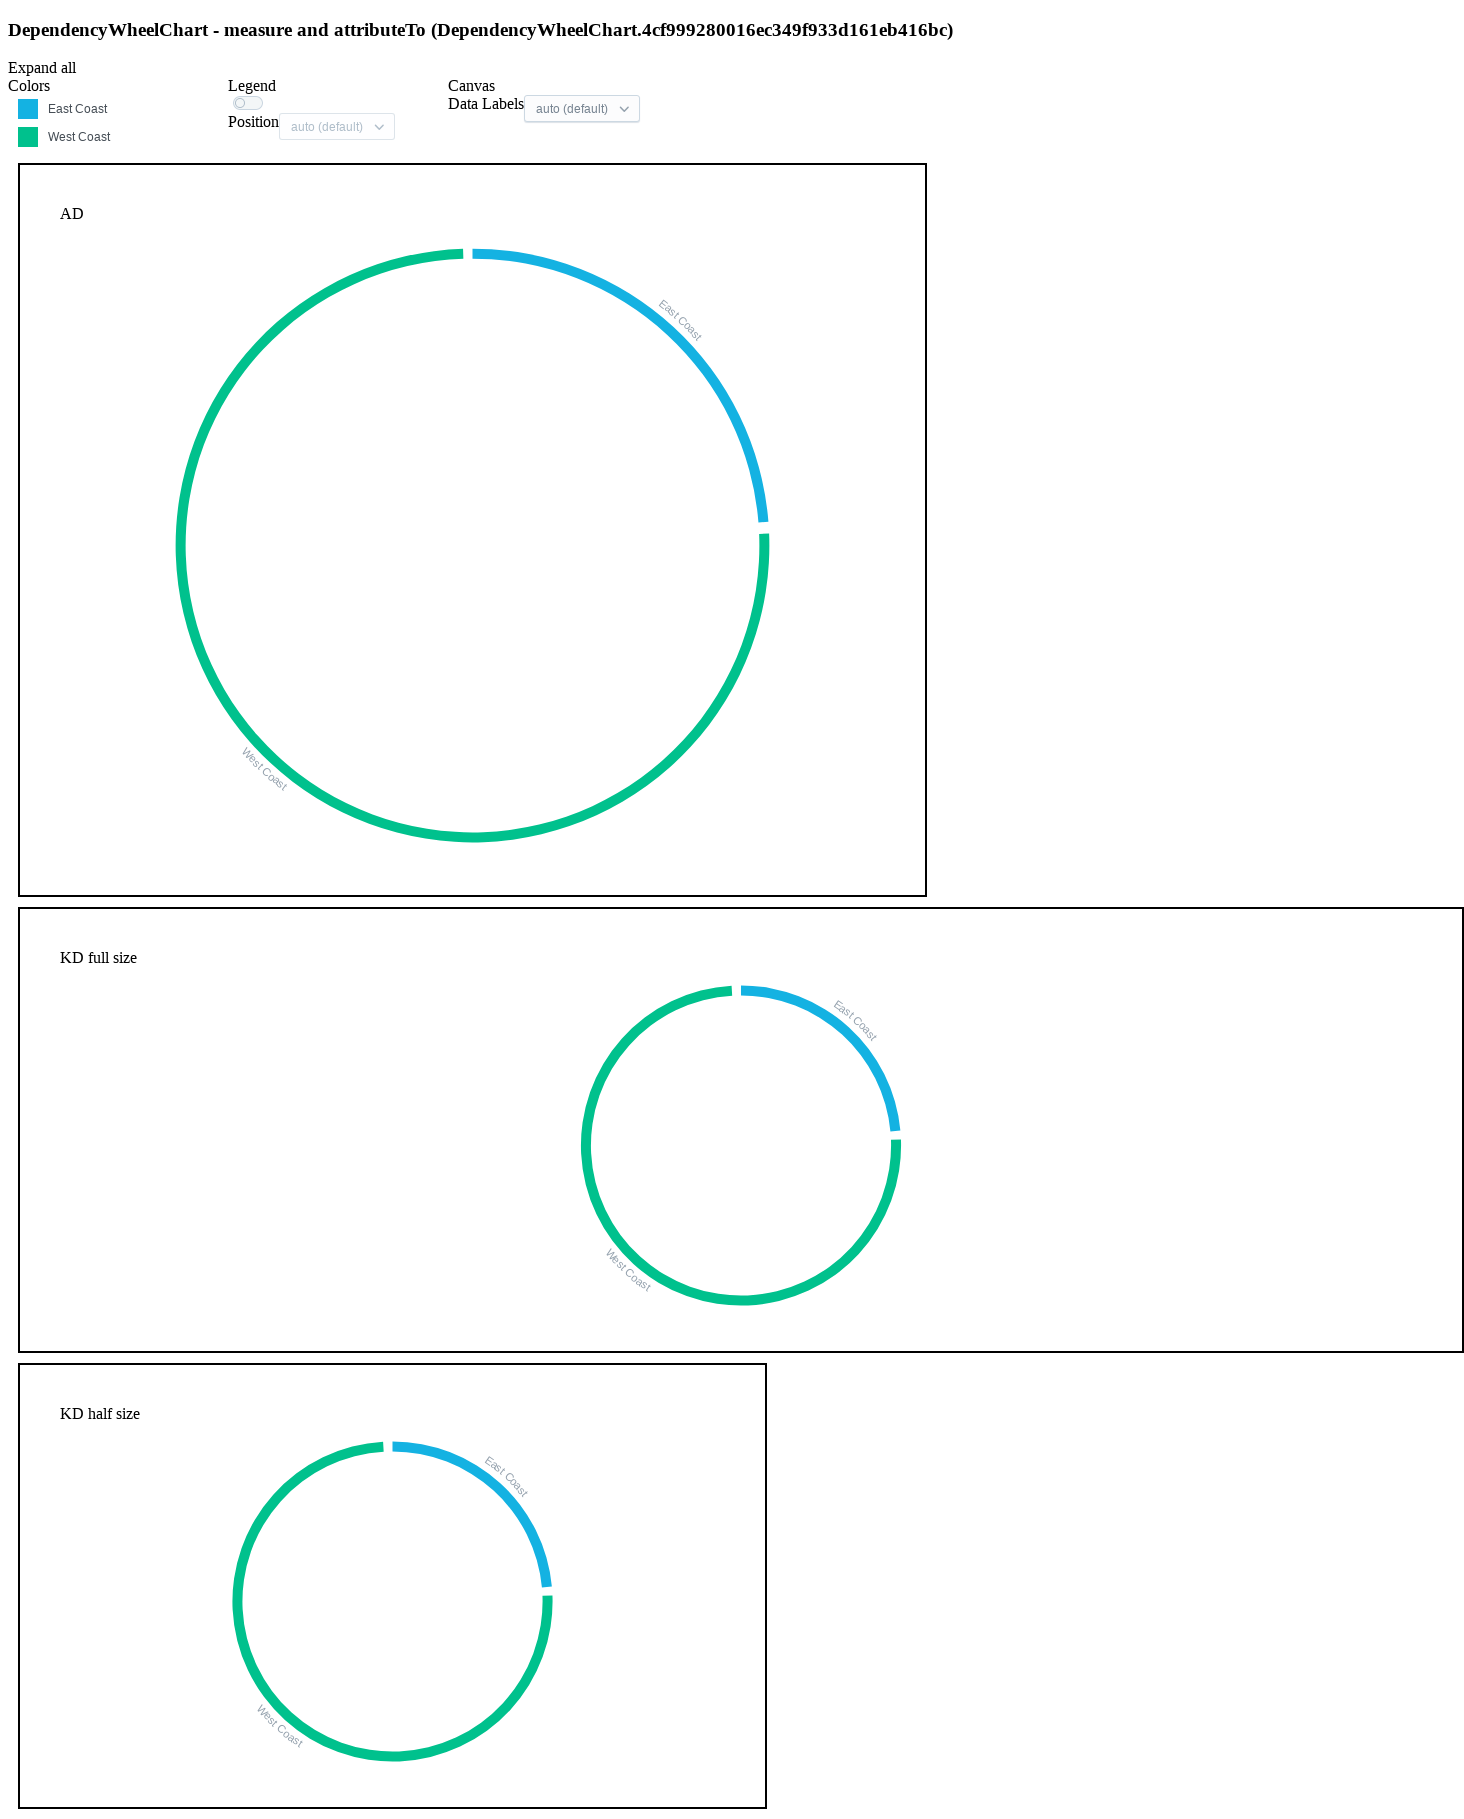 DependencyWheelChart - measure and attributeTo (DependencyWheelChart.4cf999280016ec349f933d161eb416bc)
Expand all
Colors
East Coast
West Coast
Legend
Position auto (default)
Canvas
Data Labels auto (default)
AD
East Coast
West Coast
KD full size
East Coast
West Coast
KD half size
East Coast
West Coast